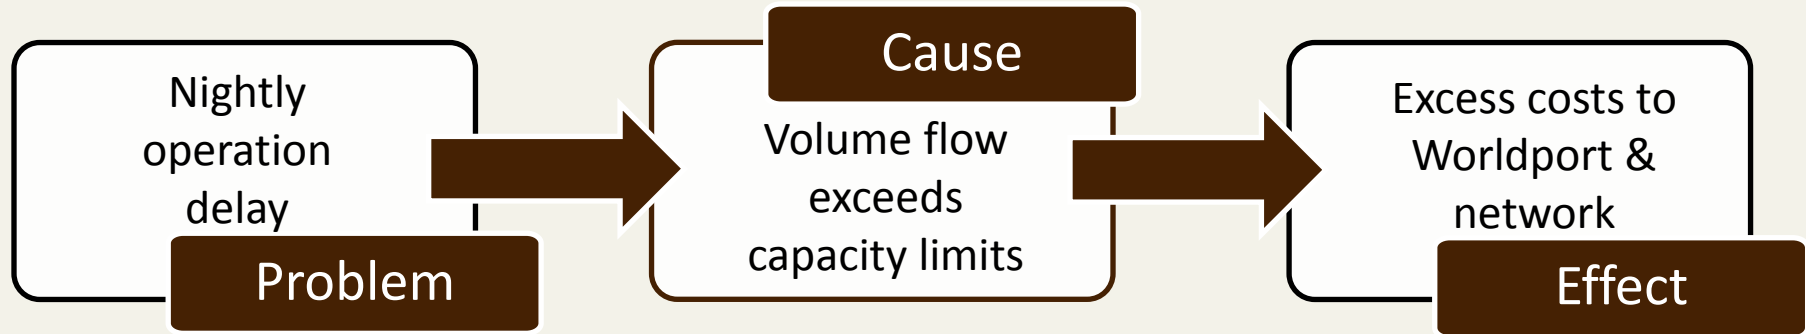 Nightly
operation
delay
Problem
Cause
Volume flow
exceeds
capacity limits
Excess costs to
Worldport &
network
Effect